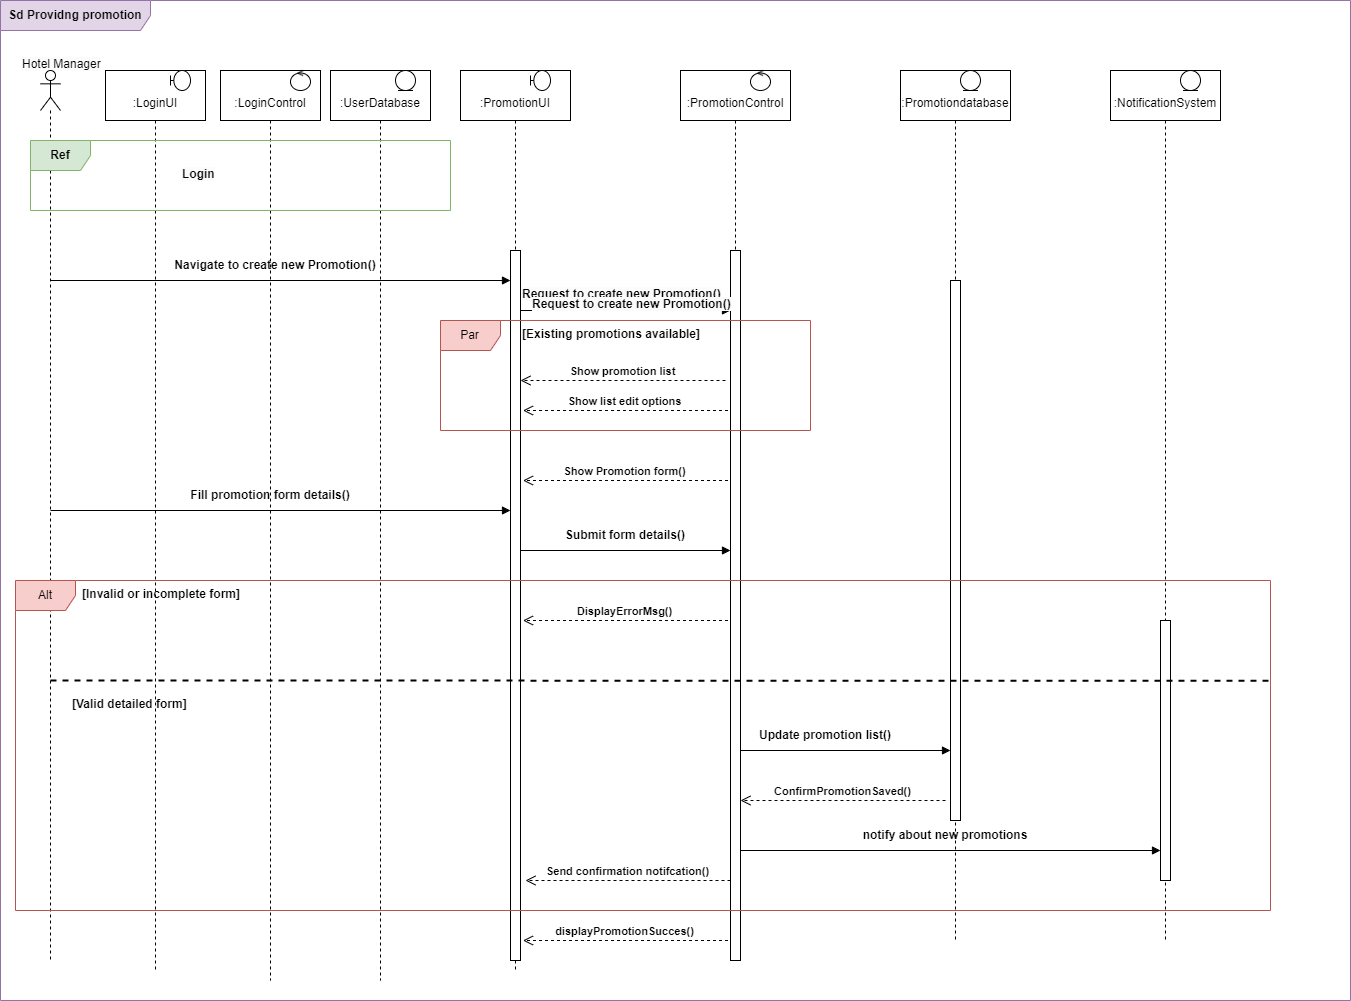 Sd Providng promotion
Hotel Manager
:LoginUI
:LoginControl
:UserDatabase
:PromotionUI
:PromotionControl
:Promotiondatabase
:NotificationSystem
Ref
Login
Navigate to create new Promotion()
Request to create new Promotion()
Request to create new Promotion()
Par
[Existing promotions available]
Show promotion list
Show list edit options
Show Promotion form()
Fill promotion form details()
Submit form details()
Alt
[Invalid or incomplete form]
DisplayErrorMsg()
[Valid detailed form]
Update promotion list()
ConfirmPromotionSaved()
notify about new promotions
Send confirmation notifcation()
displayPromotionSucces()